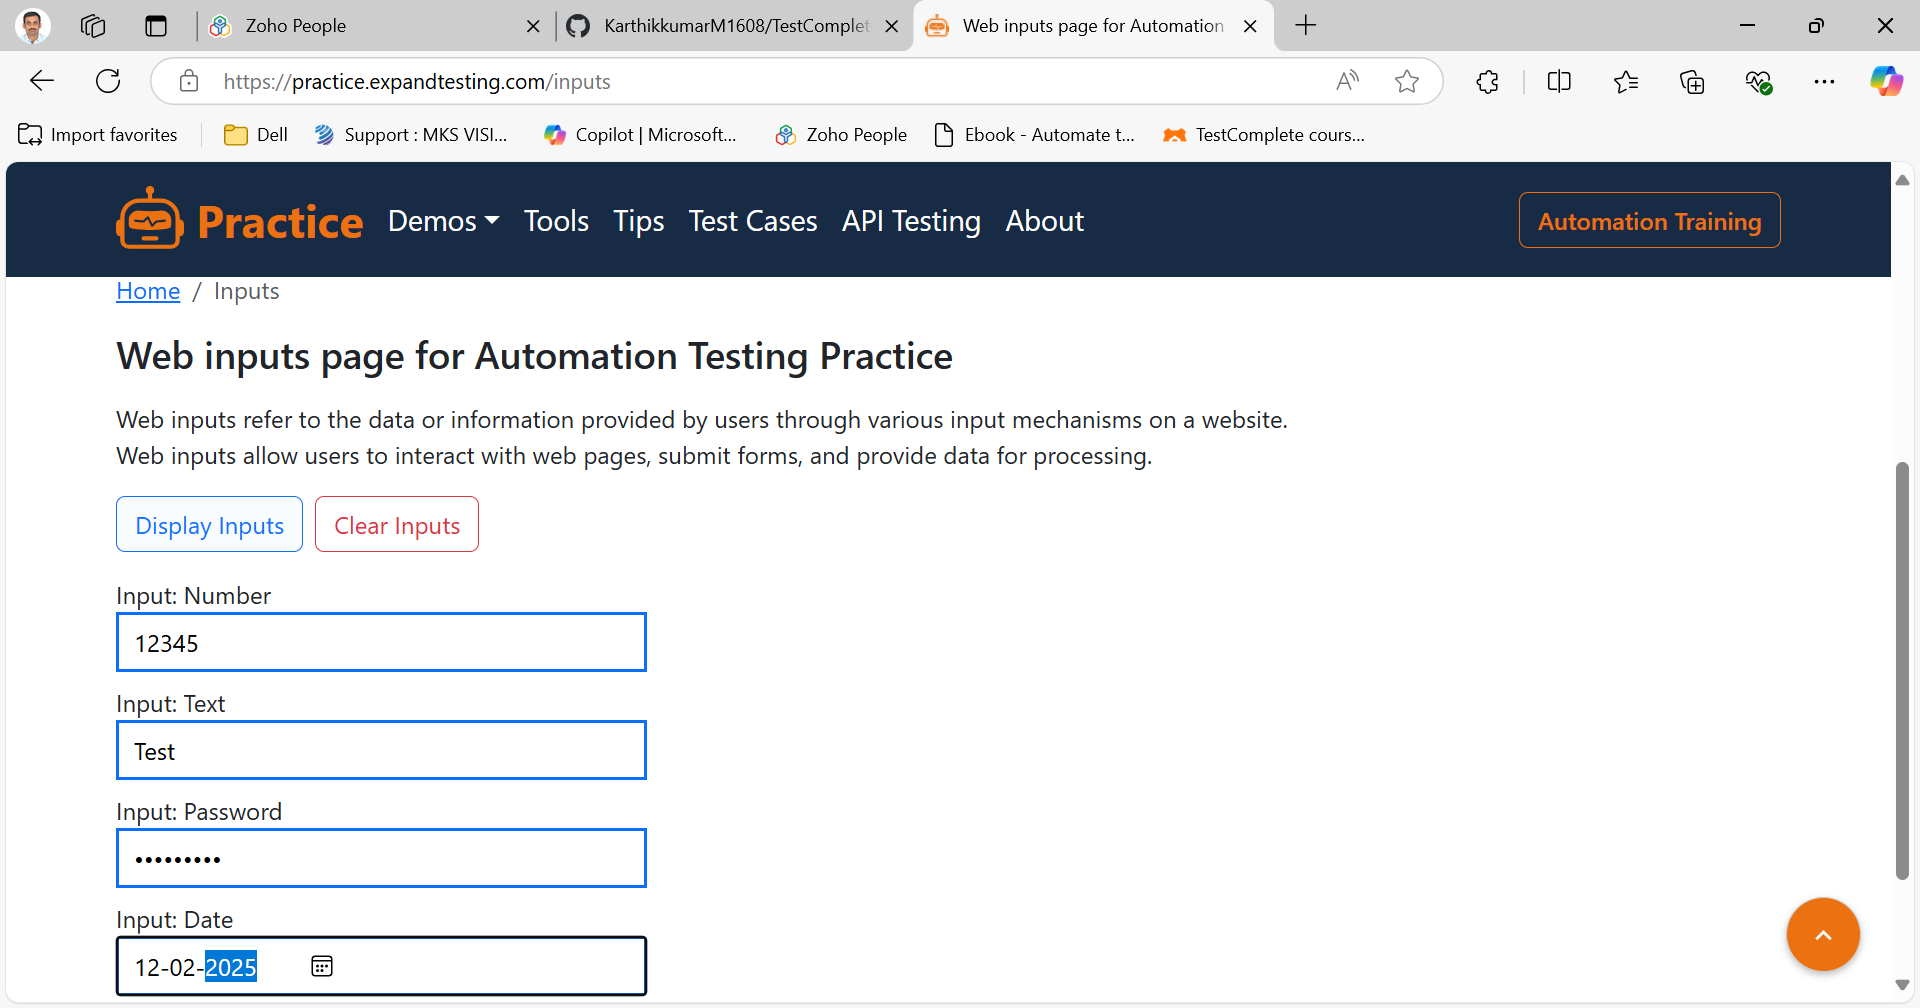 Zoho People
KarthikkumarM1608/TestComplet
Web inputs page for Automation
https://practice.expandtesting.com/inputs
Import favorites
Dell
Support : MKS VISI...
Copilot | Microsoft...
Zoho People
Ebook - Automate t...
TestComplete cours...
Practice
Demos
Tools
Tips
Test Cases
API Testing
About
Automation Training
Home / Inputs
Web inputs page for Automation Testing Practice
Web inputs refer to the data or information provided by users through various input mechanisms on a website.
Web inputs allow users to interact with web pages, submit forms, and provide data for processing.
Display Inputs
Clear Inputs
Input: Number
12345
Input: Text
Test
Input: Password
•••••••••
Input: Date
12-02-2025